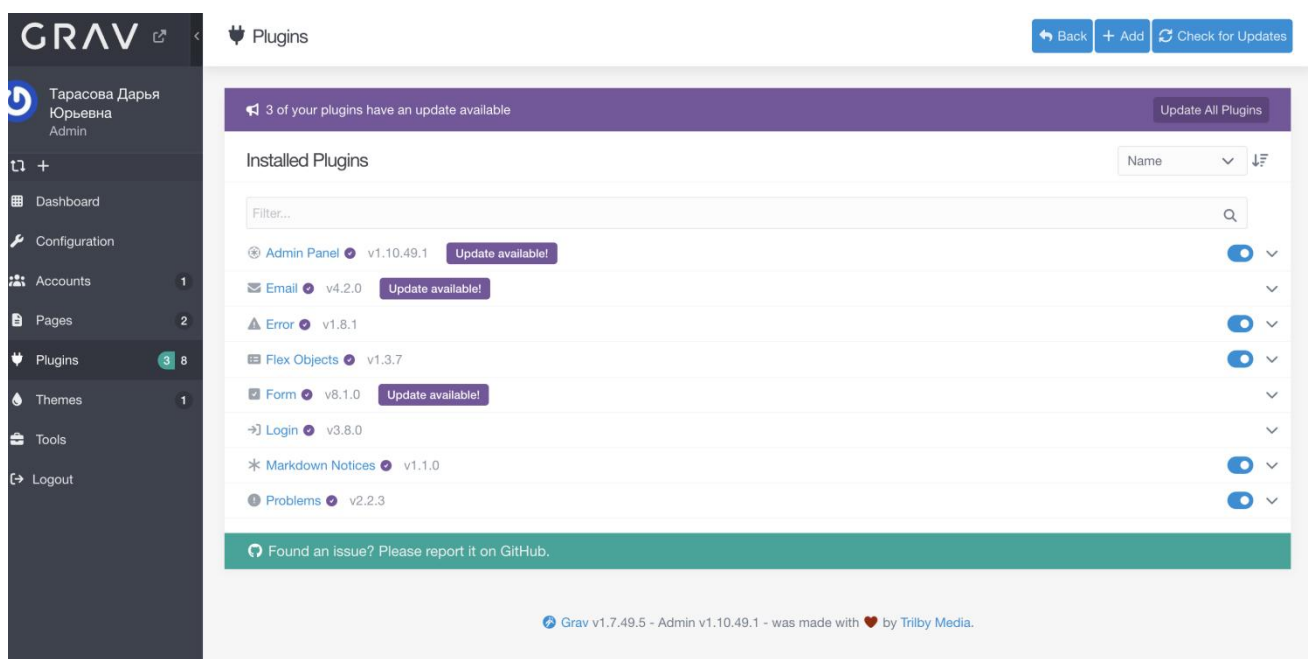 GRAV
Plugins
Back
Add
Check for Updates
Тарасова Дарья
Юрьевна
Admin
Dashboard
Configuration
Accounts 1
Pages 2
Plugins 3 8
Themes 1
Tools
Logout
3 of your plugins have an update available
Update All Plugins
Installed Plugins
Name
Filter...
Admin Panel v1.10.49.1 Update available!
Email v4.2.0 Update available!
Error v1.8.1
Flex Objects v1.3.7
Form v8.1.0 Update available!
Login v3.8.0
Markdown Notices v1.1.0
Problems v2.2.3
Found an issue? Please report it on GitHub.
Grav v1.7.49.5 - Admin v1.10.49.1 - was made with by Trilby Media.